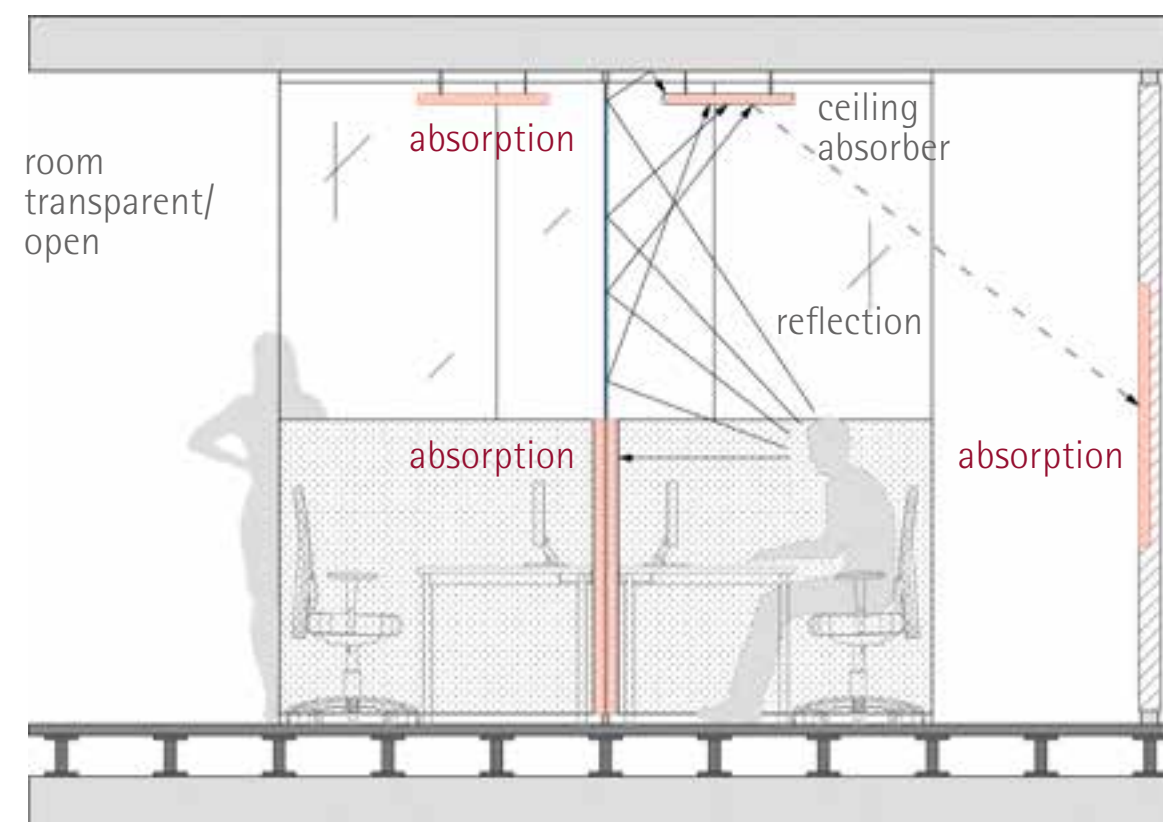 absorption
ceiling
absorber
room
transparent/
open
reflection
absorption
absorption